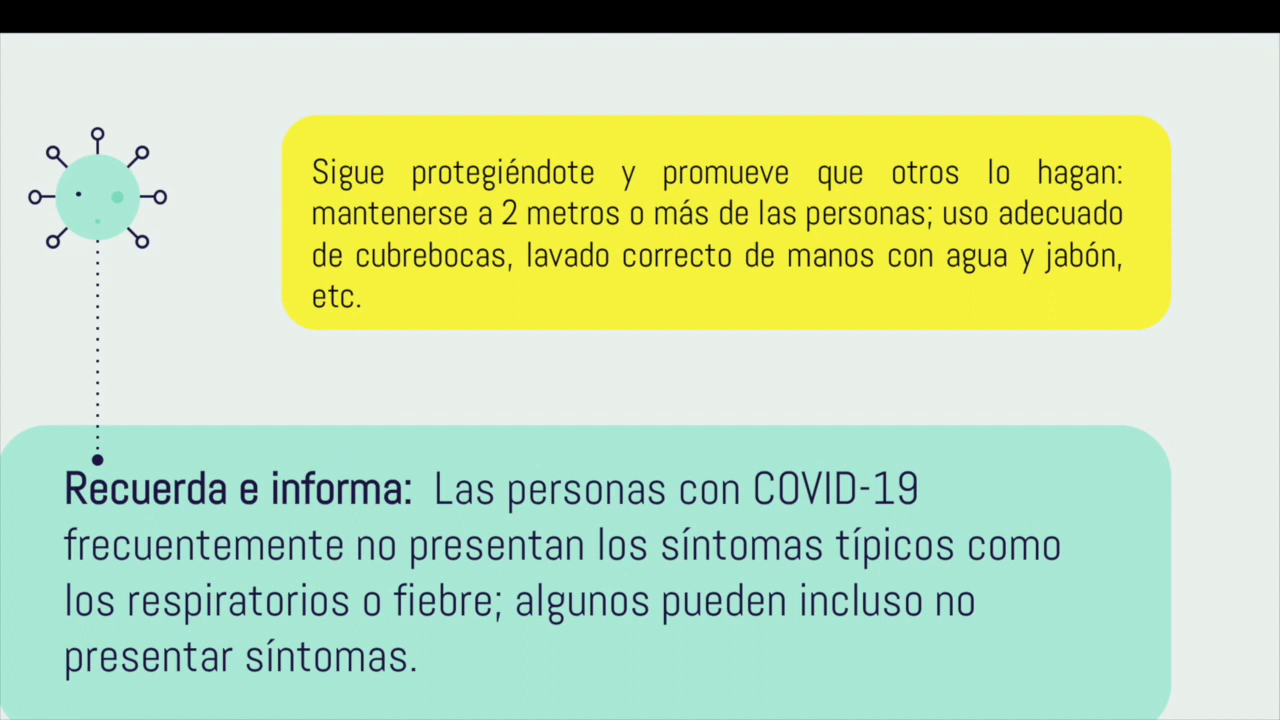 Sigue protegiéndote y promueve que otros lo hagan:
mantenerse a 2 metros o más de las personas; uso adecuado
de cubrebocas, lavado correcto de manos con agua y jabón,
etc.
Recuerda e informa: Las personas con COVID-19
frecuentemente no presentan los síntomas típicos como
los respiratorios o fiebre; algunos pueden incluso no
presentar síntomas.